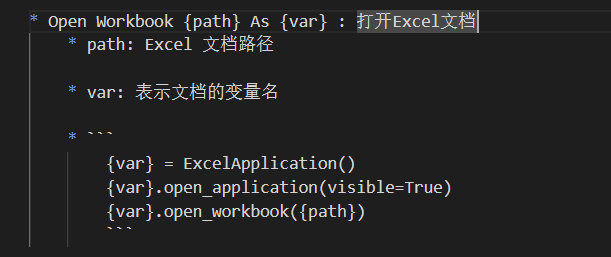 * Open Workbook {path} As {var} : 打开Excel文档
* path: Excel 文档路径
* var: 表示文档的变量名
* ```
{var} = ExcelApplication()
{var}.open_application(visible=True)
{var}.open_workbook({path})
```